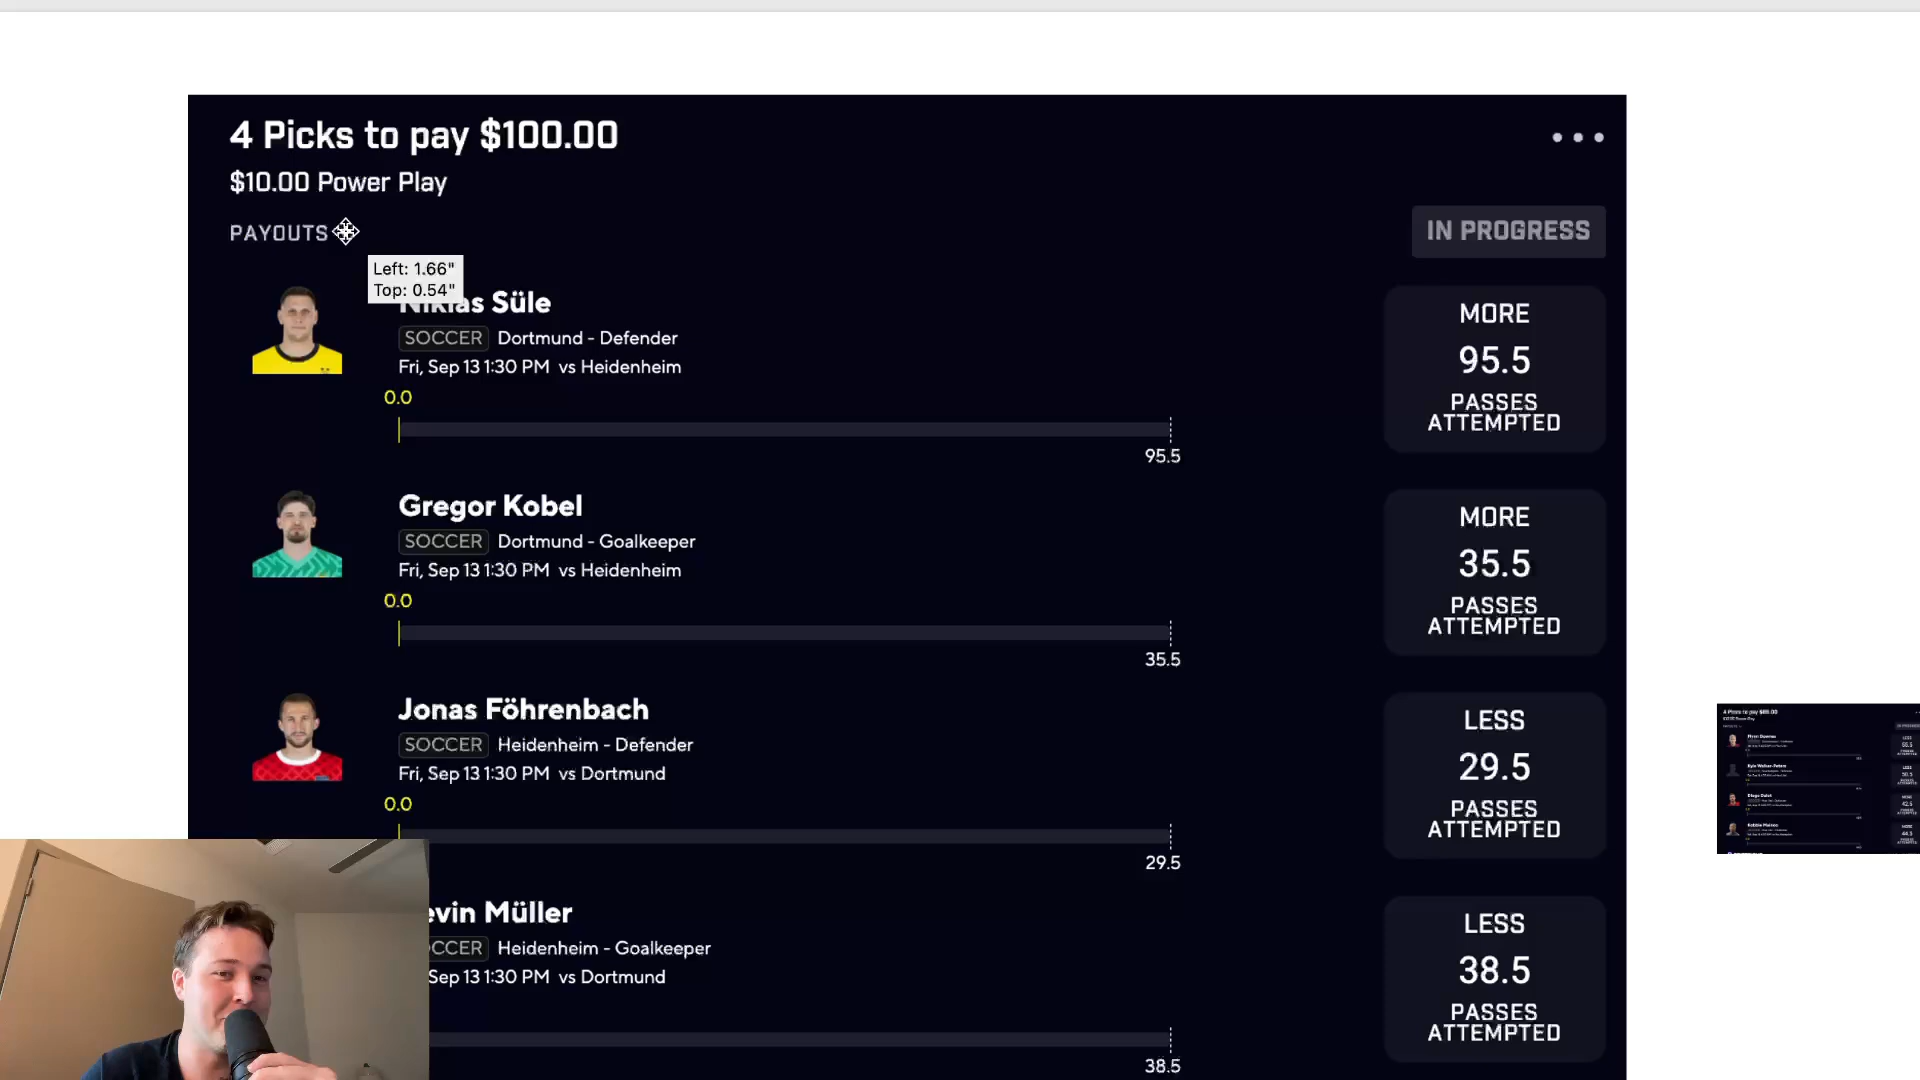 4 Picks to pay $100.00
$10.00 Power Play
PAYOUTS
IN PROGRESS
Left: 1.66"
Top: 0.54"
Niklas Süle
SOCCER Dortmund - Defender
Fri, Sep 13 1:30 PM vs Heidenheim
0.0
95.5
MORE
95.5
PASSES
ATTEMPTED
Gregor Kobel
SOCCER Dortmund - Goalkeeper
Fri, Sep 13 1:30 PM vs Heidenheim
0.0
35.5
MORE
35.5
PASSES
ATTEMPTED
Jonas Föhrenbach
SOCCER Heidenheim - Defender
Fri, Sep 13 1:30 PM vs Dortmund
0.0
29.5
LESS
29.5
PASSES
ATTEMPTED
evin Müller
OCCER Heidenheim - Goalkeeper
Sep 13 1:30 PM vs Dortmund
38.5
LESS
38.5
PASSES
ATTEMPTED